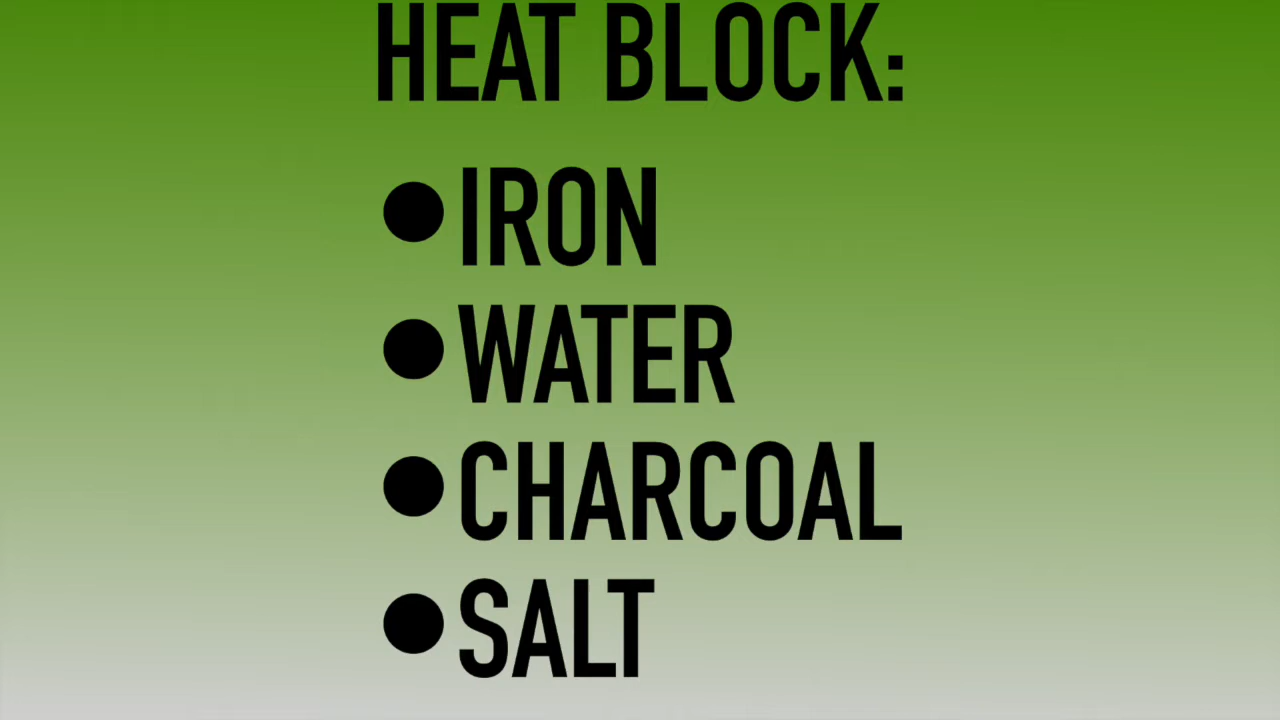 HEAT BLOCK:
•IRON
•WATER
•CHARCOAL
•SALT